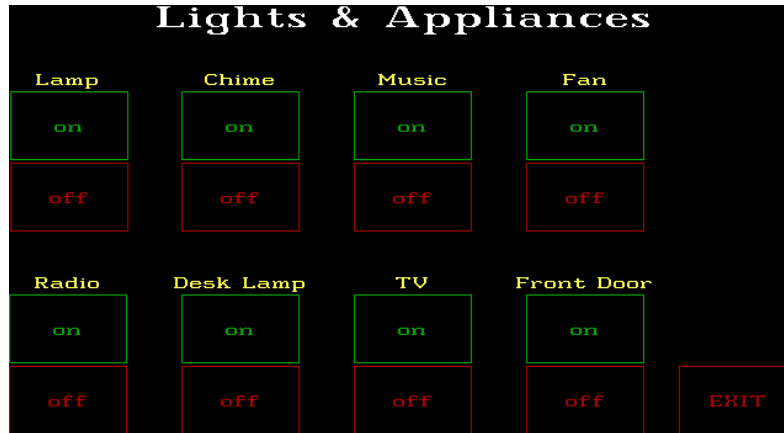 Lights & Appliances
Lamp Chime Music Fan
on on on on
off off off off
Radio Desk Lamp TV Front Door
on on on on
off off off off EXIT